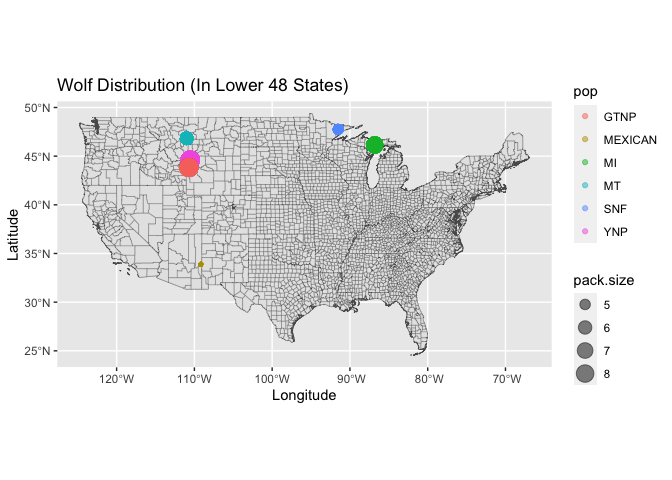 Wolf Distribution (In Lower 48 States)
50°N
45°N
40°N
35°N
30°N
25°N
Latitude
120°W 110°W 100°W 90°W 80°W 70°W
Longitude
pop
GTNP
MEXICAN
MI
MT
SNF
YNP
pack.size
5
6
7
8